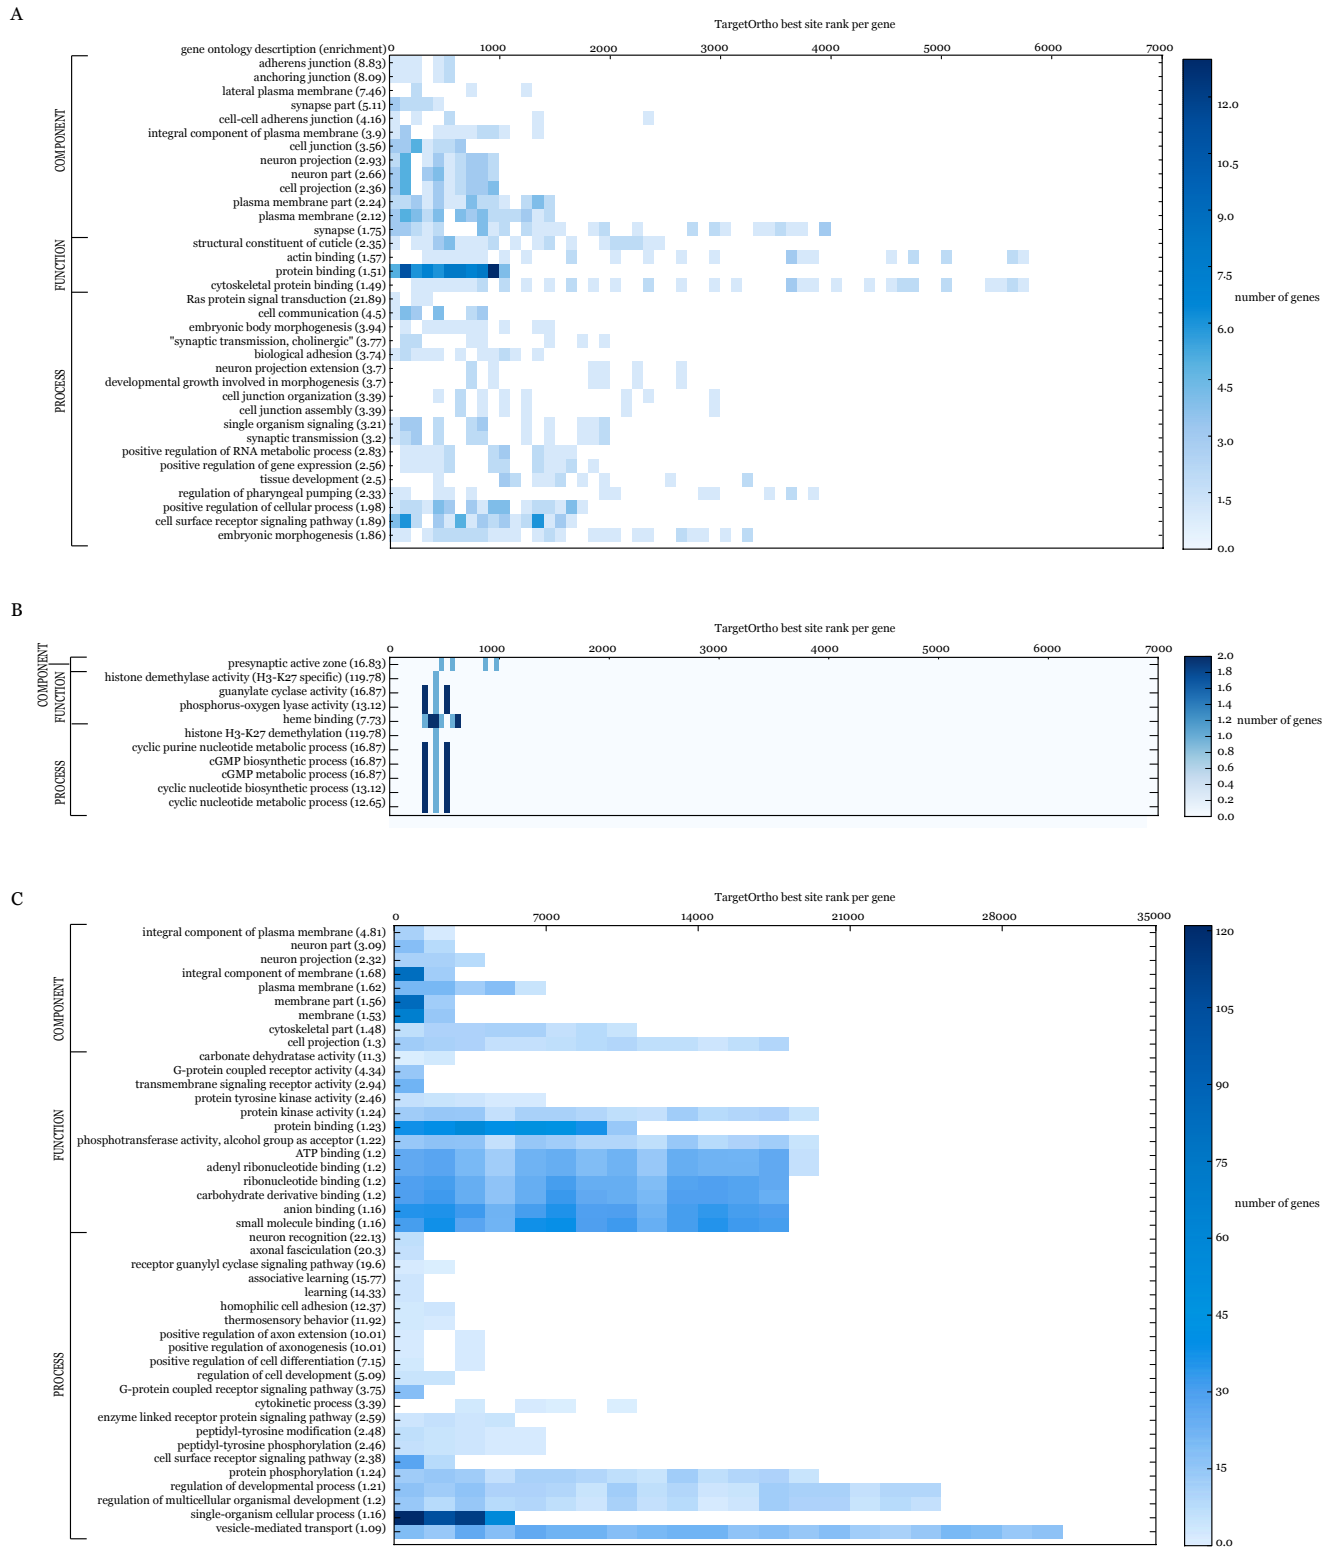 A
TargetOrtho best site rank per gene
gene ontology descrtiption (enrichment) 0 1000 2000 3000 4000 5000 6000 7000
COMPONENT
adherens junction (8.83)
anchoring junction (8.09)
lateral plasma membrane (7.46)
synapse part (5.11)
cell-cell adherens junction (4.16)
integral component of plasma membrane (3.9)
cell junction (3.56)
neuron projection (2.93)
neuron part (2.66)
cell projection (2.36)
plasma membrane part (2.24)
plasma membrane (2.12)
synapse (1.75)
FUNCTION
structural constituent of cuticle (2.35)
actin binding (1.57)
protein binding (1.51)
cytoskeletal protein binding (1.49)
PROCESS
Ras protein signal transduction (21.89)
cell communication (4.5)
embryonic body morphogenesis (3.94)
"synaptic transmission, cholinergic" (3.77)
biological adhesion (3.74)
neuron projection extension (3.7)
developmental growth involved in morphogenesis (3.7)
cell junction organization (3.39)
cell junction assembly (3.39)
single organism signaling (3.21)
synaptic transmission (3.2)
positive regulation of RNA metabolic process (2.83)
positive regulation of gene expression (2.56)
tissue development (2.5)
regulation of pharyngeal pumping (2.33)
positive regulation of cellular process (1.98)
cell surface receptor signaling pathway (1.89)
embryonic morphogenesis (1.86)
12.0
10.5
9.0
7.5
6.0
4.5
3.0
1.5
0.0
number of genes
B
TargetOrtho best site rank per gene
0 1000 2000 3000 4000 5000 6000 7000
COMPONENT
presynaptic active zone (16.83)
FUNCTION
histone demethylase activity (H3-K27 specific) (119.78)
guanylate cyclase activity (16.87)
phosphorus-oxygen lyase activity (13.12)
heme binding (7.73)
PROCESS
histone H3-K27 demethylation (119.78)
cyclic purine nucleotide metabolic process (16.87)
cGMP biosynthetic process (16.87)
cGMP metabolic process (16.87)
cyclic nucleotide biosynthetic process (13.12)
cyclic nucleotide metabolic process (12.65)
2.0
1.8
1.6
1.4
1.2
1.0
0.8
0.6
0.4
0.2
0.0
number of genes
C
TargetOrtho best site rank per gene
0 7000 14000 21000 28000 35000
COMPONENT
integral component of plasma membrane (4.81)
neuron part (3.09)
neuron projection (2.32)
integral component of membrane (1.68)
plasma membrane (1.62)
membrane part (1.56)
membrane (1.53)
cytoskeletal part (1.48)
cell projection (1.3)
FUNCTION
carbonate dehydratase activity (11.3)
G-protein coupled receptor activity (4.34)
transmembrane signaling receptor activity (2.94)
protein tyrosine kinase activity (2.46)
protein kinase activity (1.24)
protein binding (1.23)
phosphotransferase activity, alcohol group as acceptor (1.22)
ATP binding (1.2)
adenyl ribonucleotide binding (1.2)
ribonucleotide binding (1.2)
carbohydrate derivative binding (1.2)
anion binding (1.16)
small molecule binding (1.16)
PROCESS
neuron recognition (22.13)
axonal fasciculation (20.3)
receptor guanylyl cyclase signaling pathway (19.6)
associative learning (15.77)
learning (14.33)
homophilic cell adhesion (12.37)
thermosensory behavior (11.92)
positive regulation of axon extension (10.01)
positive regulation of axonogenesis (10.01)
positive regulation of cell differentiation (7.15)
regulation of cell development (5.09)
G-protein coupled receptor signaling pathway (3.75)
cytokinetic process (3.39)
enzyme linked receptor protein signaling pathway (2.59)
peptidyl-tyrosine modification (2.48)
peptidyl-tyrosine phosphorylation (2.46)
cell surface receptor signaling pathway (2.38)
protein phosphorylation (1.24)
regulation of developmental process (1.21)
regulation of multicellular organismal development (1.2)
single-organism cellular process (1.16)
vesicle-mediated transport (1.09)
120
105
90
75
60
45
30
15
0.0
number of genes